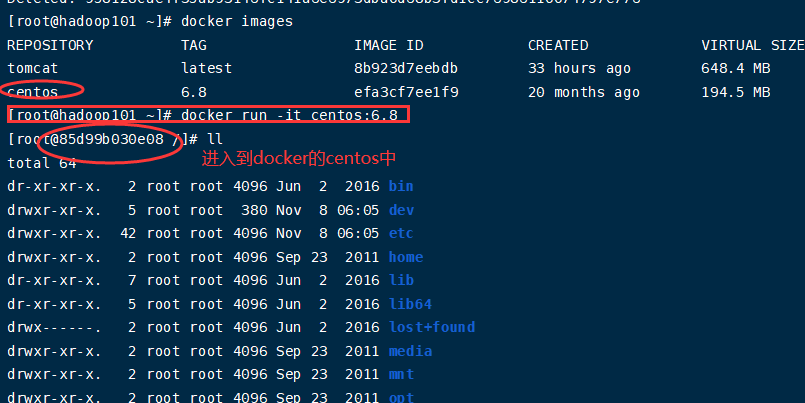 [root@hadoop101 ~]# docker images
REPOSITORY TAG IMAGE ID CREATED VIRTUAL SIZE
tomcat latest 8b923d7eebdb 33 hours ago 648.4 MB
centos 6.8 efa3cf7ee1f9 20 months ago 194.5 MB
[root@hadoop101 ~]# docker run -it centos:6.8
[root@85d99b030e08 /]# ll
进入到docker的centos中
total 64
dr-xr-xr-x. 2 root root 4096 Jun 2 2016 bin
drwxr-xr-x. 5 root root 380 Nov 8 06:05 dev
drwxr-xr-x. 42 root root 4096 Nov 8 06:05 etc
drwxr-xr-x. 2 root root 4096 Sep 23 2011 home
dr-xr-xr-x. 7 root root 4096 Jun 2 2016 lib
dr-xr-xr-x. 5 root root 4096 Jun 2 2016 lib64
drwx------. 2 root root 4096 Jun 2 2016 lost+found
drwxr-xr-x. 2 root root 4096 Sep 23 2011 media
drwxr-xr-x. 2 root root 4096 Sep 23 2011 mnt
drwxr-xr-x. 2 root root 4096 Sep 23 2011 opt